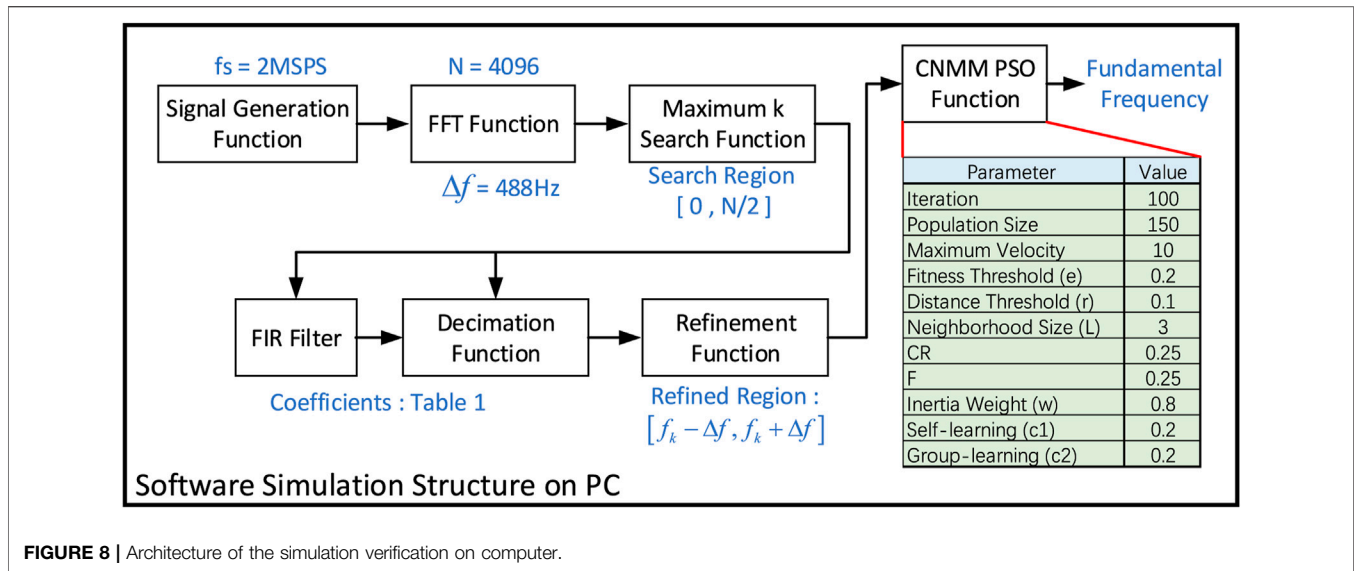 fs = 2MSPS
Signal Generation
Function
N = 4096
FFT Function
Δf = 488Hz
Maximum k
Search Function
Search Region
[ 0 , N/2 ]
FIR Filter
Coefficients : Table 1
Decimation
Function
Refinement
Function
Refined Region :
[f_k − Δf, f_k + Δf]
CNMM PSO
Function
Fundamental
Frequency
Parameter Value
Iteration 100
Population Size 150
Maximum Velocity 10
Fitness Threshold (e) 0.2
Distance Threshold (r) 0.1
Neighborhood Size (L) 3
CR 0.25
F 0.25
Inertia Weight (w) 0.8
Self-learning (c1) 0.2
Group-learning (c2) 0.2
Software Simulation Structure on PC
FIGURE 8 | Architecture of the simulation verification on computer.